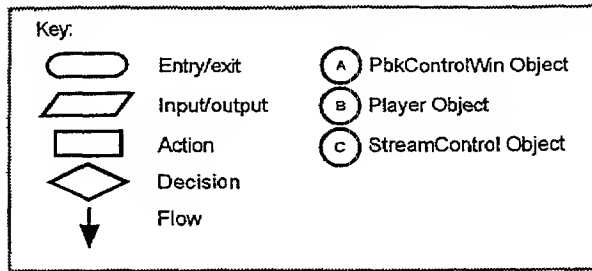 Key:
Entry/exit
Input/output
Action
Decision
Flow
A PbkControlWin Object
B Player Object
C StreamControl Object